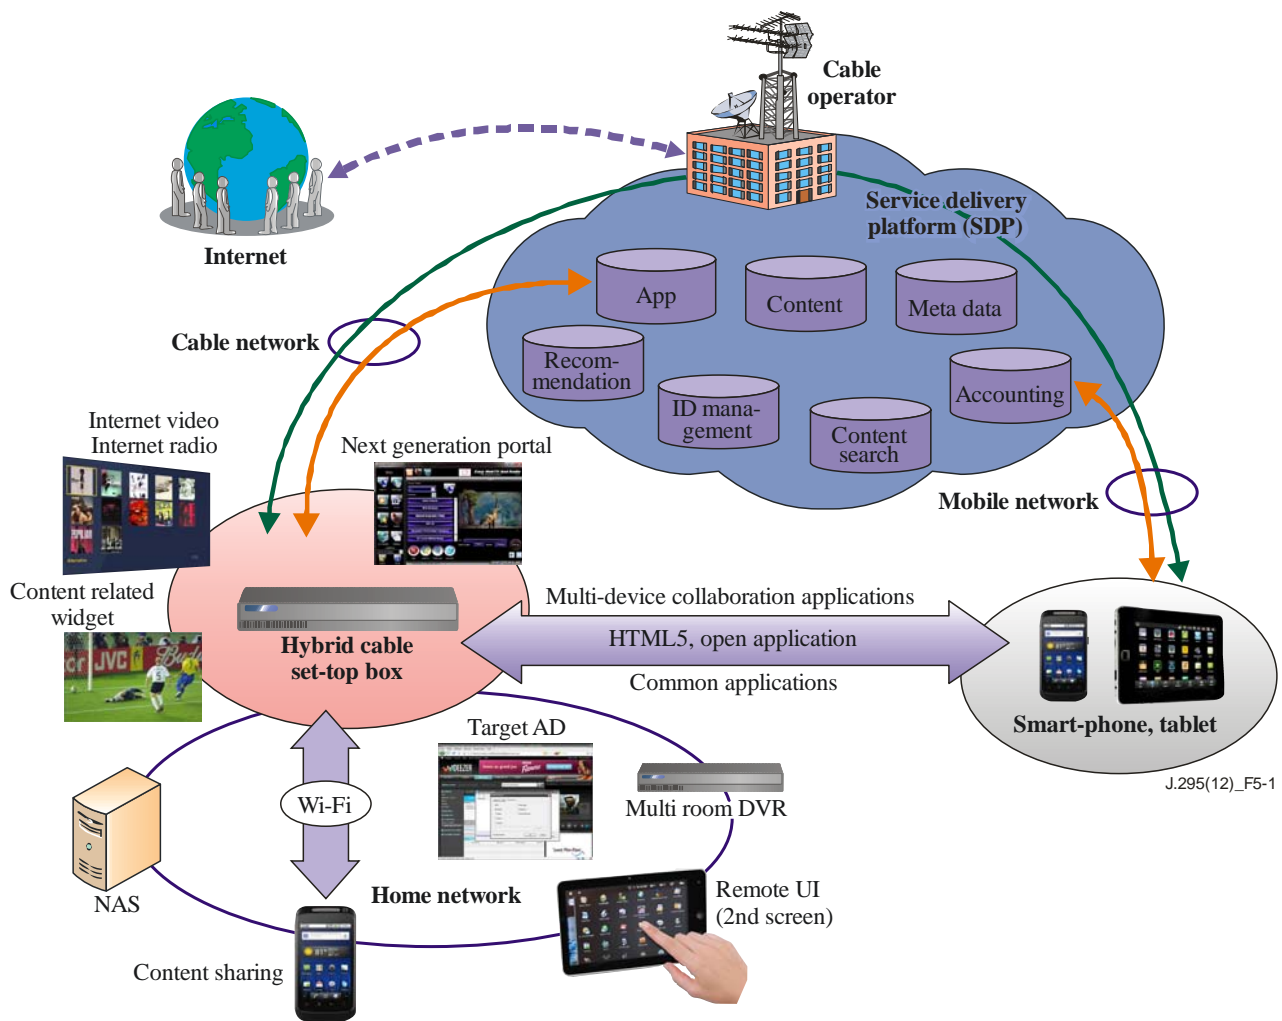 Cable
operator
Service delivery
platform (SDP)
Internet
App
Content
Meta data
Cable network
Recom-
mendation
ID mana-
gement
Content
search
Accounting
Internet video
Internet radio
Next generation portal
Mobile network
Content related
widget
JVC
Hybrid cable
set-top box
Multi-device collaboration applications
HTML5, open application
Common applications
Smart-phone, tablet
J.295(12)_F5-1
Target AD
Wi-Fi
Multi room DVR
NAS
Home network
Remote UI
(2nd screen)
Content sharing